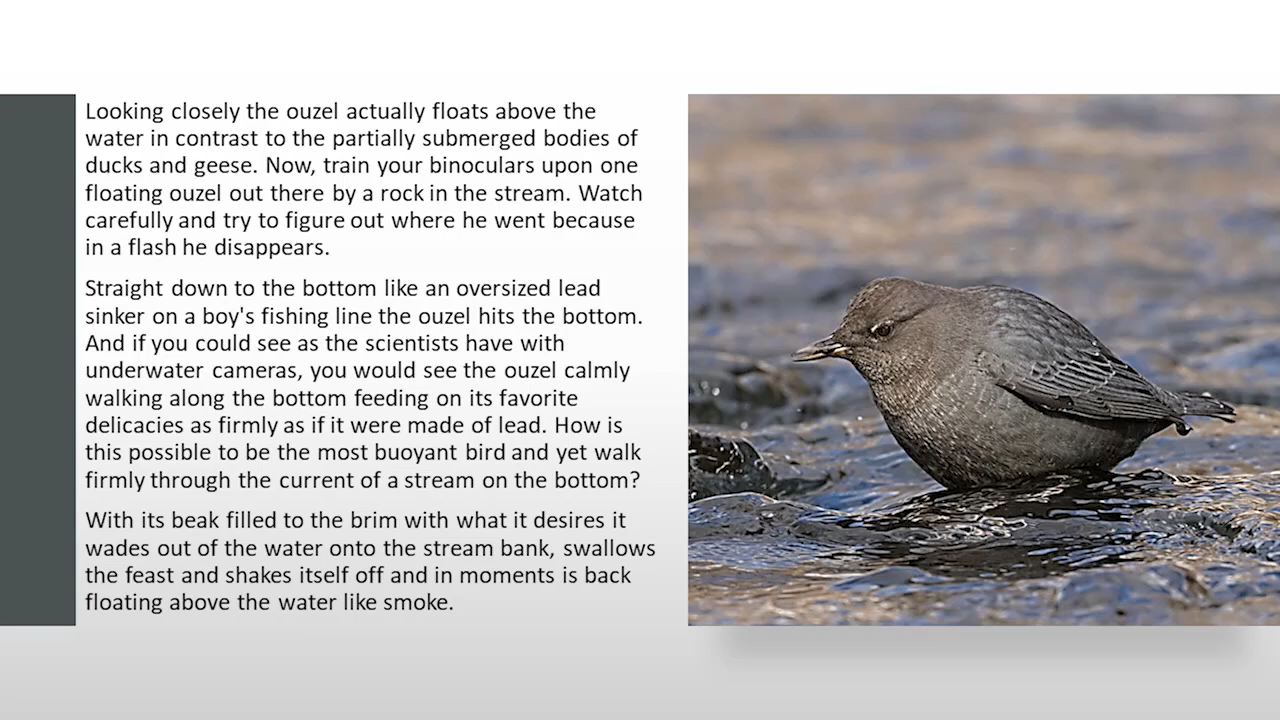 Looking closely the ouzel actually floats above the
water in contrast to the partially submerged bodies of
ducks and geese. Now, train your binoculars upon one
floating ouzel out there by a rock in the stream. Watch
carefully and try to figure out where he went because
in a flash he disappears.
Straight down to the bottom like an oversized lead
sinker on a boy's fishing line the ouzel hits the bottom.
And if you could see as the scientists have with
underwater cameras, you would see the ouzel calmly
walking along the bottom feeding on its favorite
delicacies as firmly as if it were made of lead. How is
this possible to be the most buoyant bird and yet walk
firmly through the current of a stream on the bottom?
With its beak filled to the brim with what it desires it
wades out of the water onto the stream bank, swallows
the feast and shakes itself off and in moments is back
floating above the water like smoke.